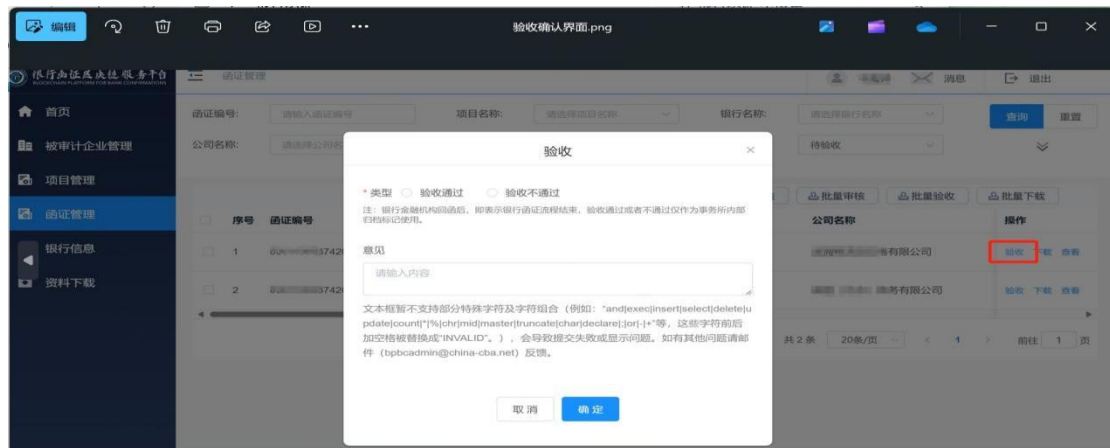 编辑
验收确认界面.png
BLOCKCHAIN PLATFORM FOR BANK CONFIRMATIONS
函证管理
消息
退出
首页
函证编号:
请输入函证编号
项目名称:
请选择项目名称
银行名称:
请选择银行名称
查询
重置
被审计企业管理
公司名称:
待验收
项目管理
函证管理
银行信息
资料下载
验收
* 类型
验收通过
验收不通过
注：银行金融机构回函后，即表示银行函证流程结束，验收通过或者不通过仅作为事务所内部
归档标记使用。
意见
请输入内容
文本框暂不支持部分特殊字符及字符组合（例如：“and|exec|insert|select|delete|u
pdate|count|*|%|chr|mid|master|truncate|char|declare|;|or|-|+”等，这些字符前后
加空格被替换成“INVALID”。），会导致提交失败或显示问题。如有其他问题请邮
件（bpbcadmin@china-cba.net）反馈。
取消
确定
批量审核
批量验收
批量下载
序号
函证编号
公司名称
操作
1
有限公司
验收 下载 查看
2
务有限公司
验收 下载 查看
共 2 条
20条/页
1
前往 1 页